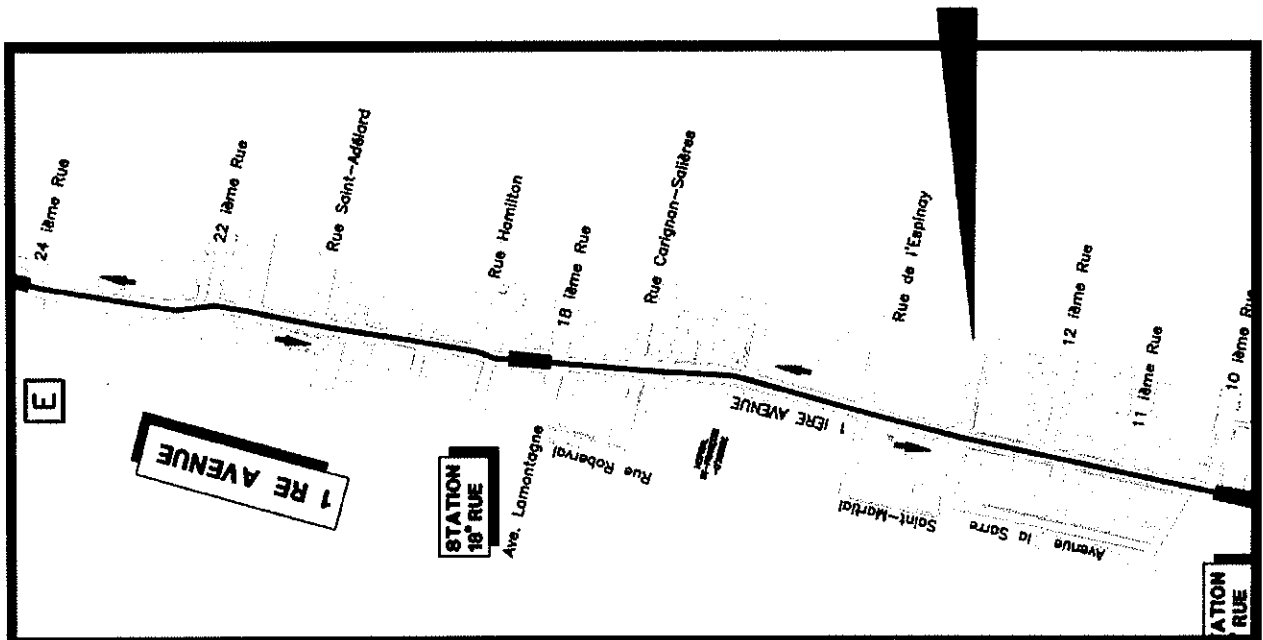 24 ième Rue
22 ième Rue
Rue Saint-Adélard
Rue Hamilton
18 ième Rue
Rue Carignan-Salières
Rue de l'Espinay
12 ième Rue
11 ième Rue
10 ième Rue
E
1 RE AVENUE
STATION
18e RUE
Ave. Lamontagne
Rue Roberval
1 IÈRE AVENUE
Saint-Martial
Avenue la Sarre
ATION
RUE